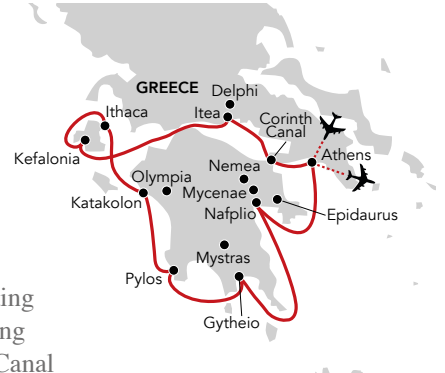 GREECE
Delphi
Itea
Ithaca
Corinth
Canal
Kefalonia
Athens
Nemea
Olympia
Mycenae
Katakolon
Nafplio
Epidaurus
Mystras
Pylos
Gytheio
ing
ng
Canal